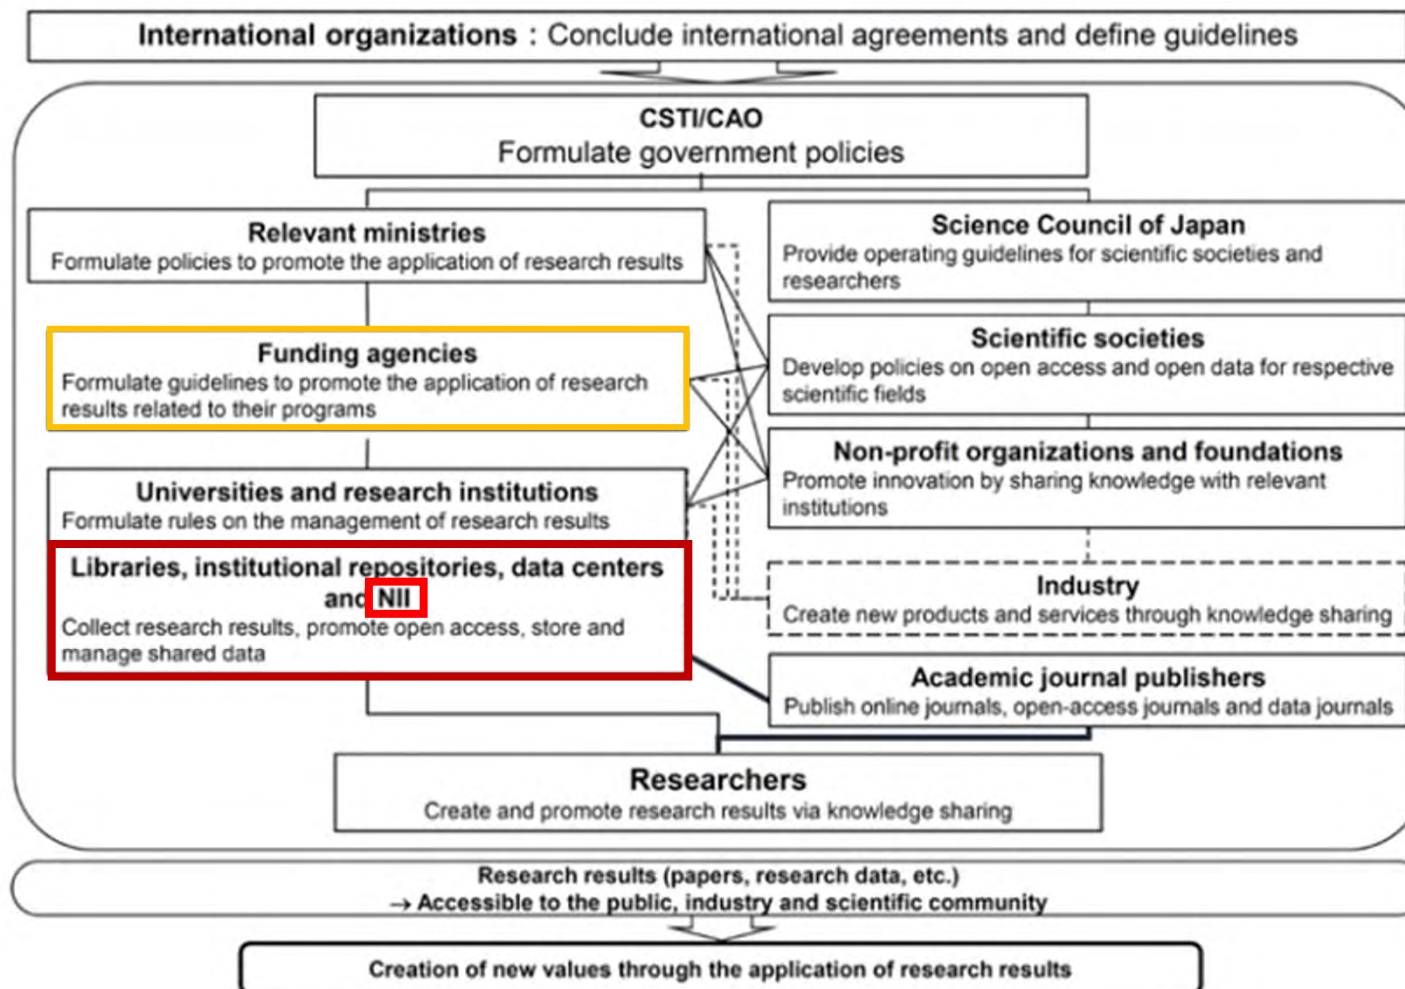 International organizations : Conclude international agreements and define guidelines
CSTI/CAO
Formulate government policies
Relevant ministries
Formulate policies to promote the application of research results
Science Council of Japan
Provide operating guidelines for scientific societies and
researchers
Funding agencies
Formulate guidelines to promote the application of research
results related to their programs
Scientific societies
Develop policies on open access and open data for respective
scientific fields
Non-profit organizations and foundations
Promote innovation by sharing knowledge with relevant
institutions
Universities and research institutions
Formulate rules on the management of research results
Libraries, institutional repositories, data centers
and NII
Collect research results, promote open access, store and
manage shared data
Industry
Create new products and services through knowledge sharing
Academic journal publishers
Publish online journals, open-access journals and data journals
Researchers
Create and promote research results via knowledge sharing
Research results (papers, research data, etc.)
→ Accessible to the public, industry and scientific community
Creation of new values through the application of research results